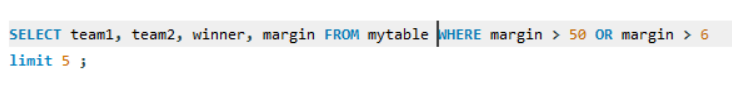 SELECT team1, team2, winner, margin FROM mytable WHERE margin > 50 OR margin > 6
limit 5 ;